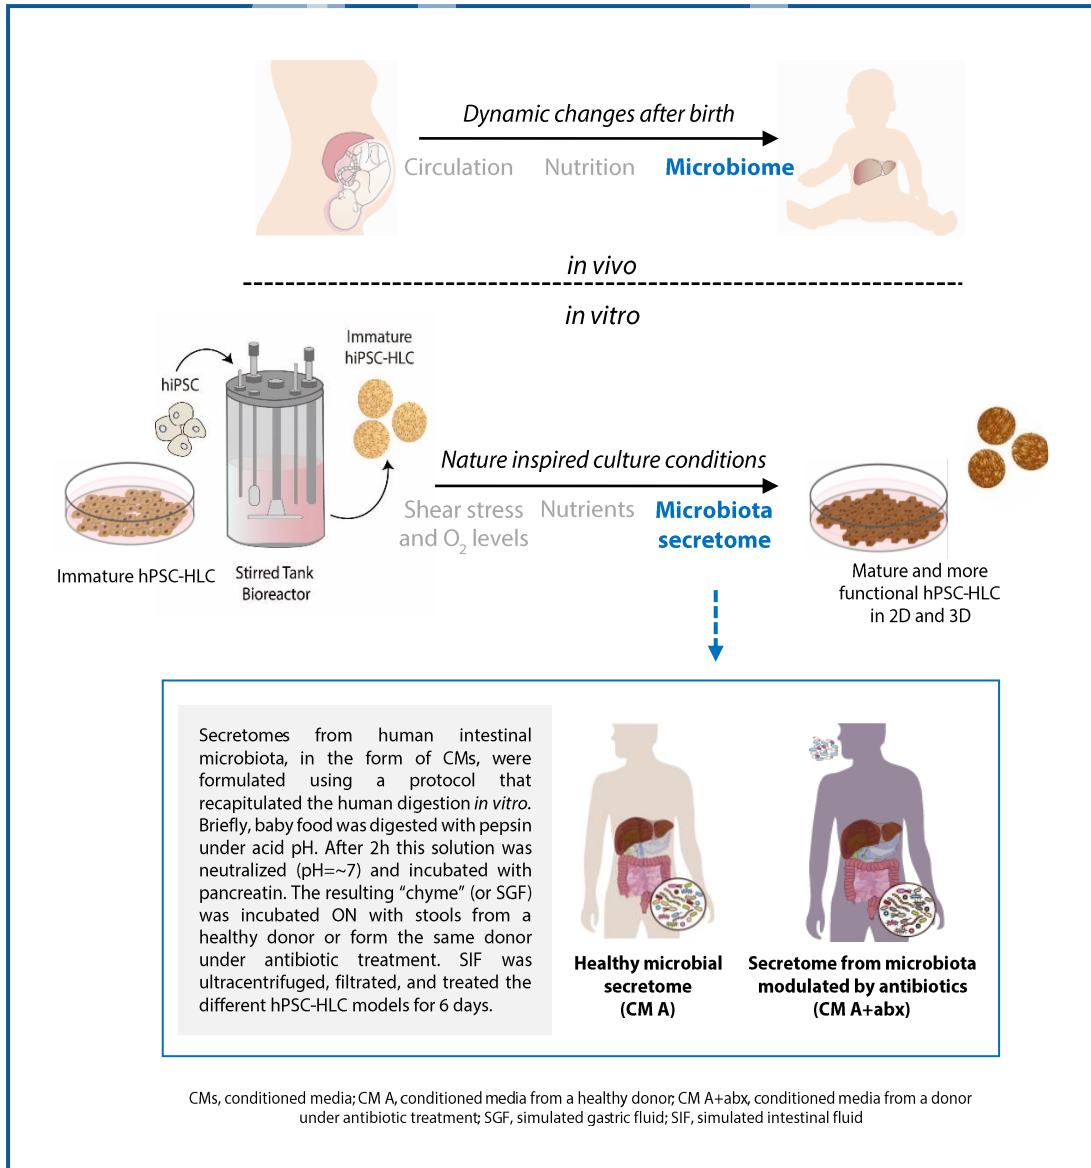 Dynamic changes after birth
Circulation Nutrition Microbiome
in vivo
in vitro
Immature
hiPSC-HLC
hiPSC
Nature inspired culture conditions
Shear stress
and O2 levels
Nutrients
Microbiota
secretome
Immature hPSC-HLC
Stirred Tank
Bioreactor
Mature and more
functional hPSC-HLC
in 2D and 3D
Secretomes from human intestinal
microbiota, in the form of CMs, were
formulated using a protocol that
recapitulated the human digestion in vitro.
Briefly, baby food was digested with pepsin
under acid pH. After 2h this solution was
neutralized (pH=~7) and incubated with
pancreatin. The resulting “chyme” (or SGF)
was incubated ON with stools from a
healthy donor or form the same donor
under antibiotic treatment. SIF was
ultracentrifuged, filtrated, and treated the
different hPSC-HLC models for 6 days.
Healthy microbial
secretome
(CM A)
Secretome from microbiota
modulated by antibiotics
(CM A+abx)
CMs, conditioned media; CM A, conditioned media from a healthy donor; CM A+abx, conditioned media from a donor
under antibiotic treatment; SGF, simulated gastric fluid; SIF, simulated intestinal fluid